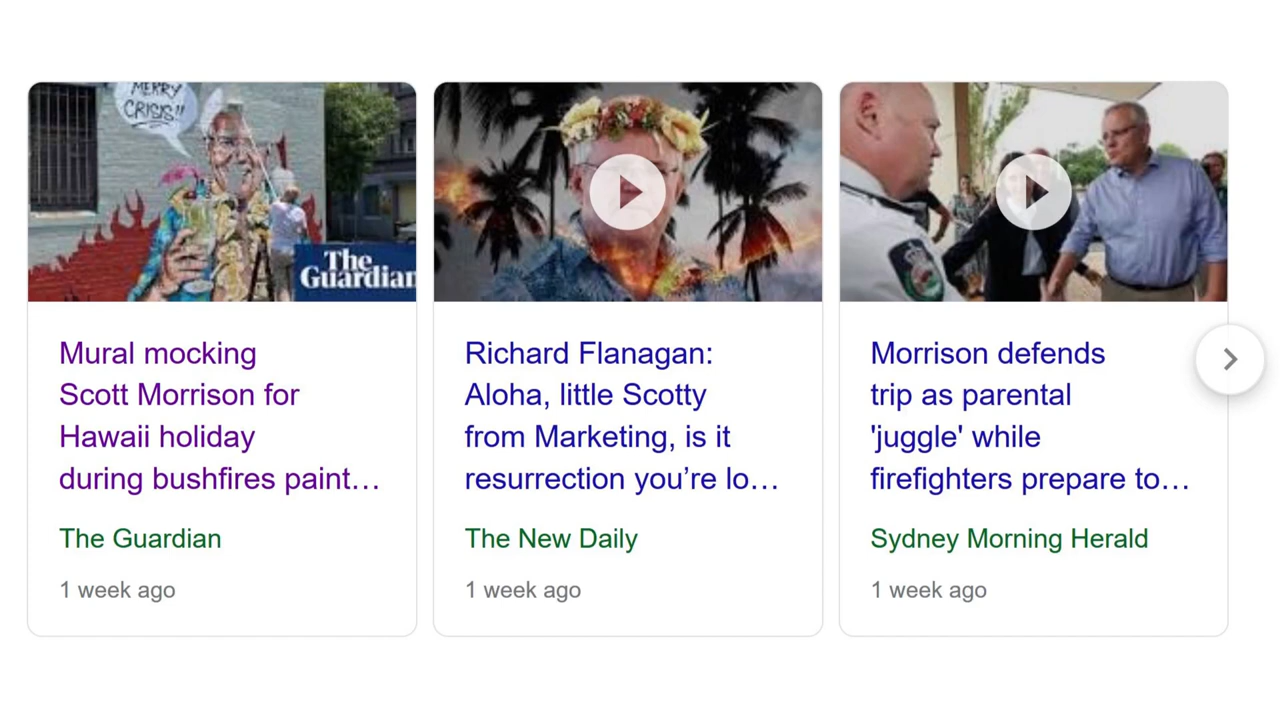 MERRY
CRISIS!!
The
Guardian
Mural mocking
Scott Morrison for
Hawaii holiday
during bushfires paint…
The Guardian
1 week ago
Richard Flanagan:
Aloha, little Scotty
from Marketing, is it
resurrection you’re lo…
The New Daily
1 week ago
Morrison defends
trip as parental
'juggle' while
firefighters prepare to…
Sydney Morning Herald
1 week ago